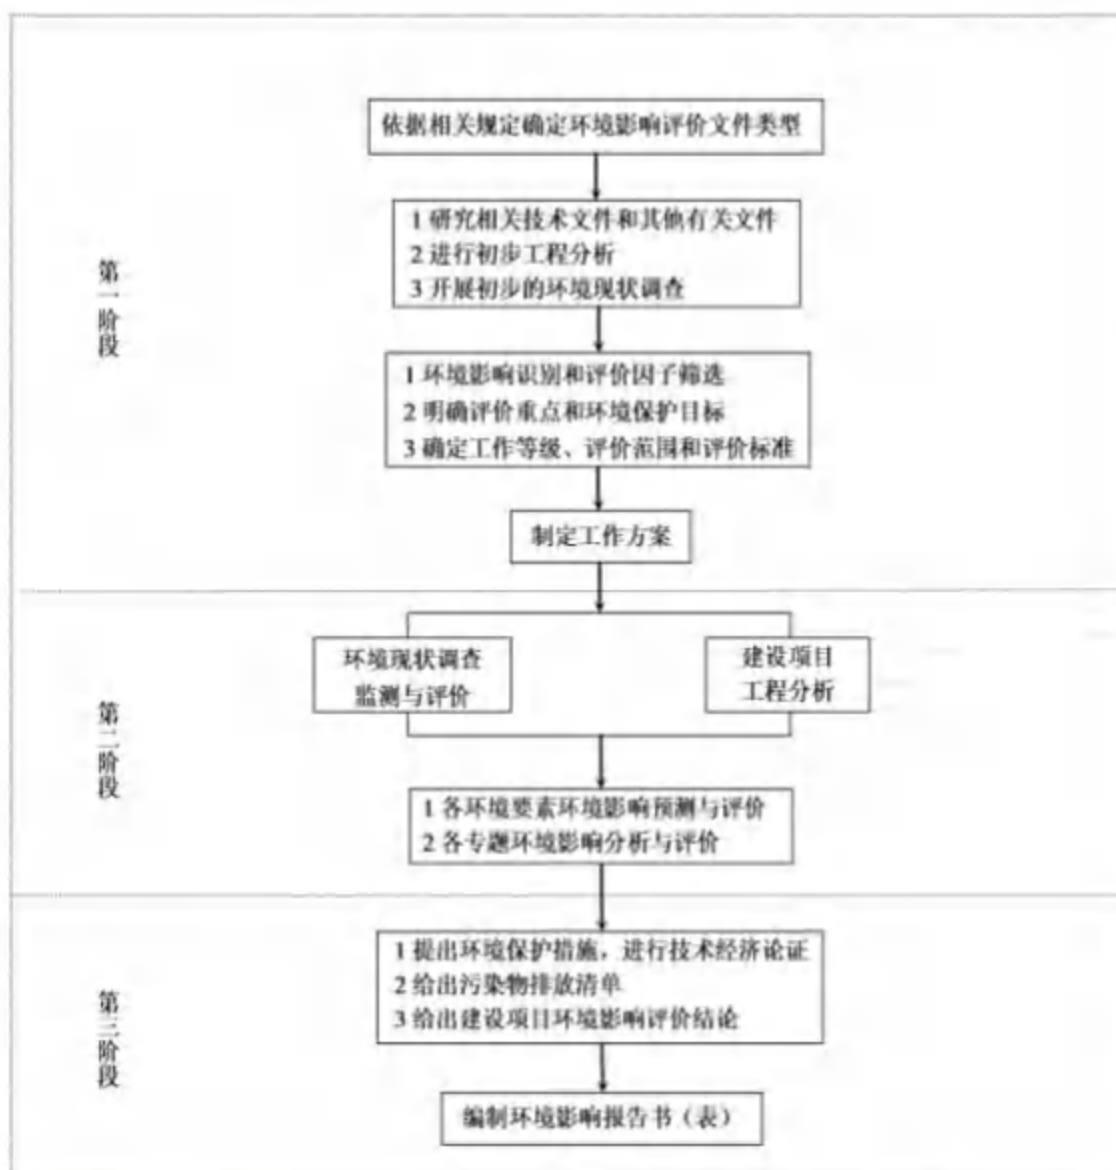 依据相关规定确定环境影响评价文件类型
1 研究相关技术文件和其他有关文件
2 进行初步工程分析
3 开展初步的环境现状调查
第一阶段
1 环境影响识别和评价因子筛选
2 明确评价重点和环境保护目标
3 确定工作等级、评价范围和评价标准
制定工作方案
环境现状调查
监测与评价
建设项目
工程分析
第二阶段
1 各环境要素环境影响预测与评价
2 各专题环境影响分析与评价
1 提出环境保护措施，进行技术经济论证
2 给出污染物排放清单
3 给出建设项目环境影响评价结论
第三阶段
编制环境影响报告书（表）